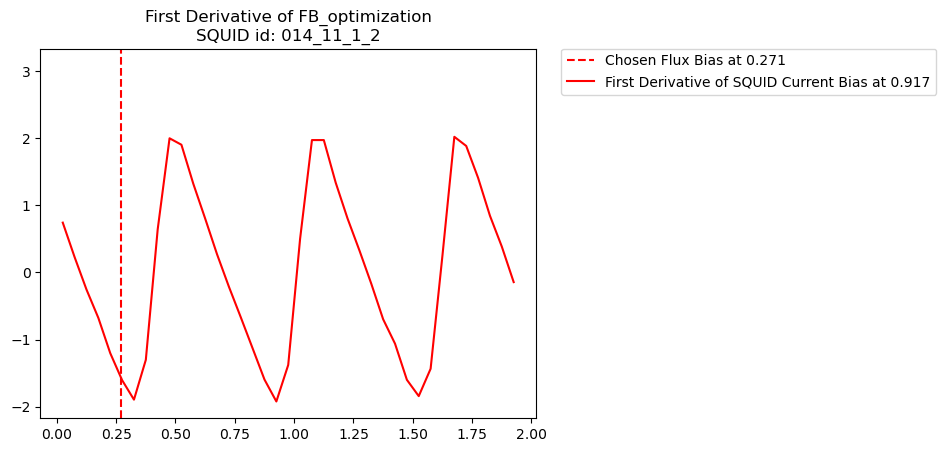 First Derivative of FB_optimization
SQUID id: 014_11_1_2
Chosen Flux Bias at 0.271
First Derivative of SQUID Current Bias at 0.917
3
2
1
0
−1
−2
0.00 0.25 0.50 0.75 1.00 1.25 1.50 1.75 2.00